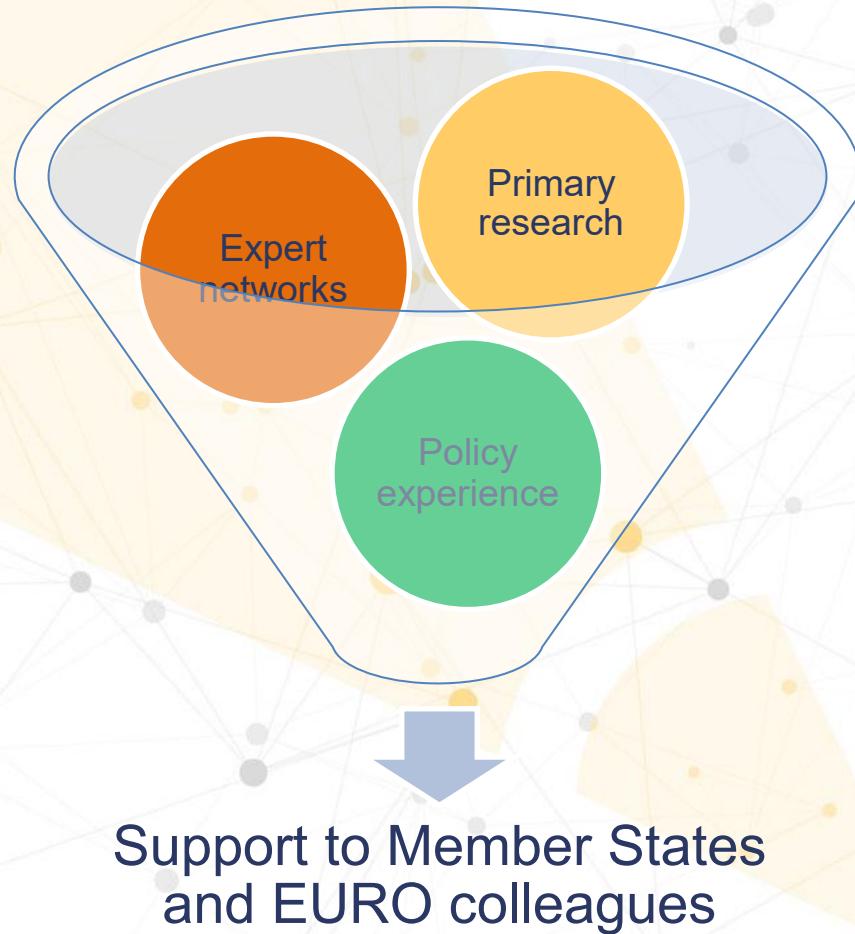 Primary
research
Expert
networks
Policy
experience
Support to Member States
and EURO colleagues